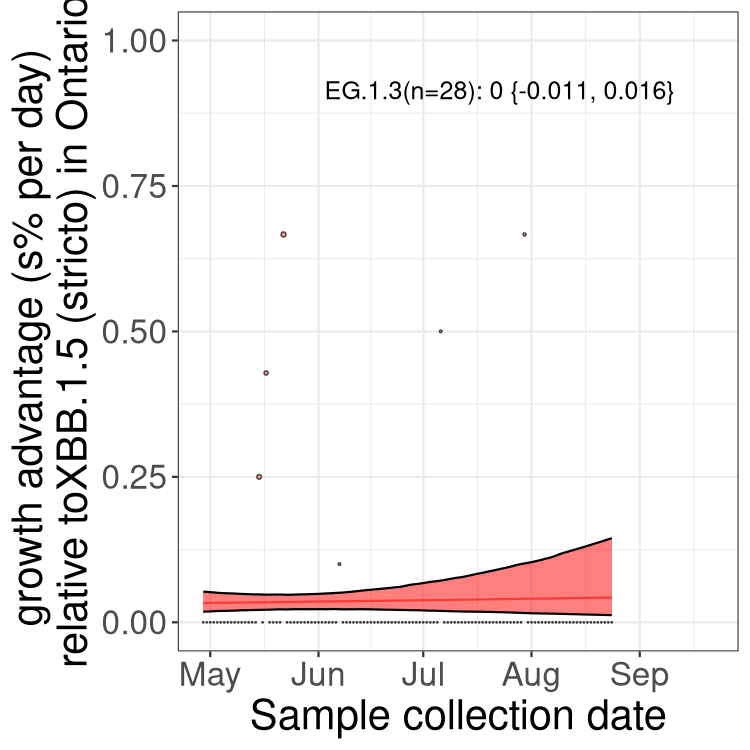 growth advantage (s% per day)
relative toXBB.1.5 (stricto) in Ontario
1.00
0.75
0.50
0.25
0.00
EG.1.3(n=28): 0 {-0.011, 0.016}
May Jun Jul Aug Sep
Sample collection date